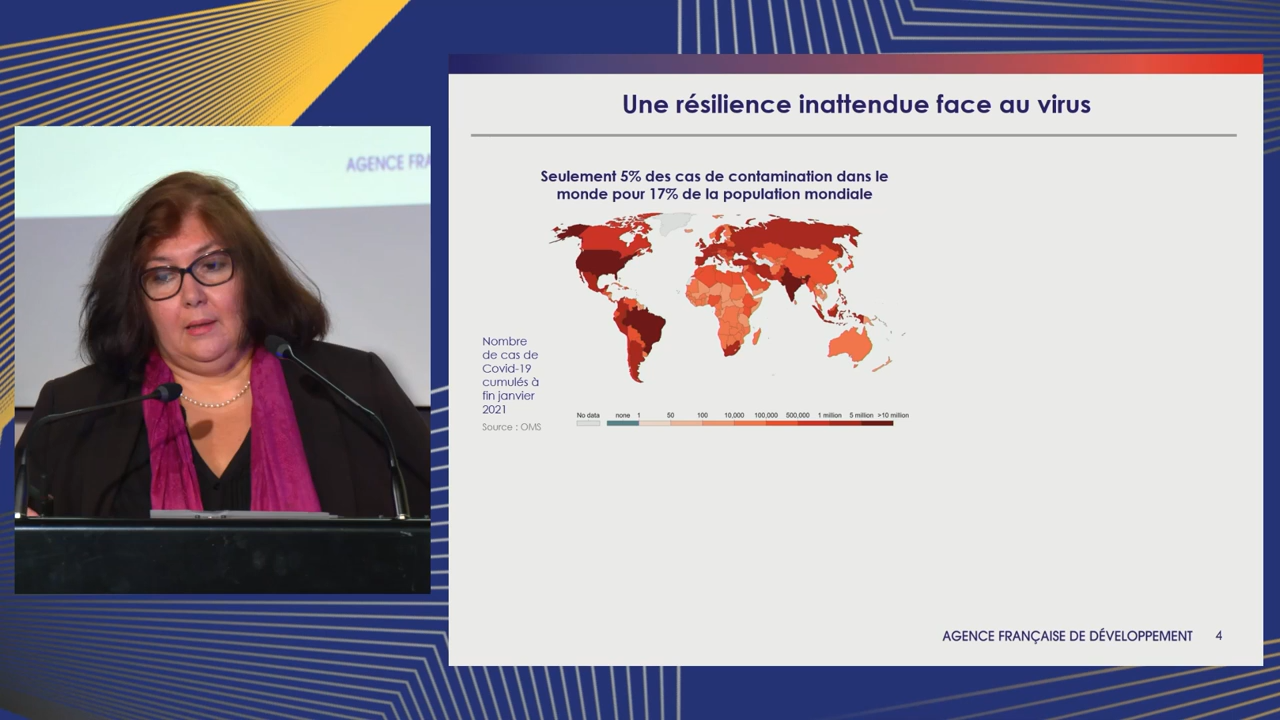 AGENCE FRA
Une résilience inattendue face au virus
Seulement 5% des cas de contamination dans le
monde pour 17% de la population mondiale
Nombre
de cas de
Covid-19
cumulés à
fin janvier
2021
Source : OMS
No data none 1 50 100 10,000 100,000 500,000 1 million 5 million >10 million
AGENCE FRANÇAISE DE DÉVELOPPEMENT 4